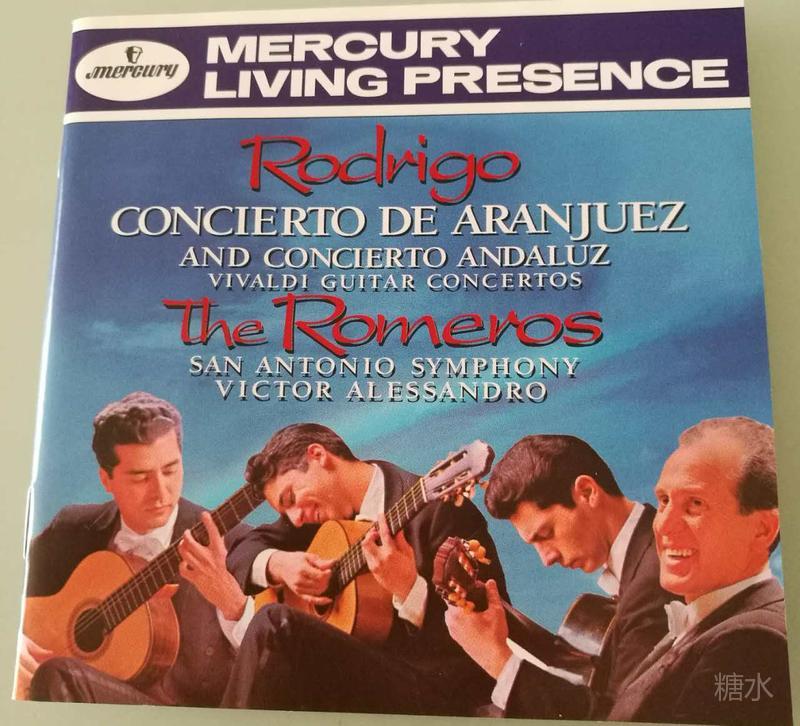 mercury
MERCURY
LIVING PRESENCE
Rodrigo
CONCIERTO DE ARANJUEZ
AND CONCIERTO ANDALUZ
VIVALDI GUITAR CONCERTOS
The Romeros
SAN ANTONIO SYMPHONY
VICTOR ALESSANDRO
糖水